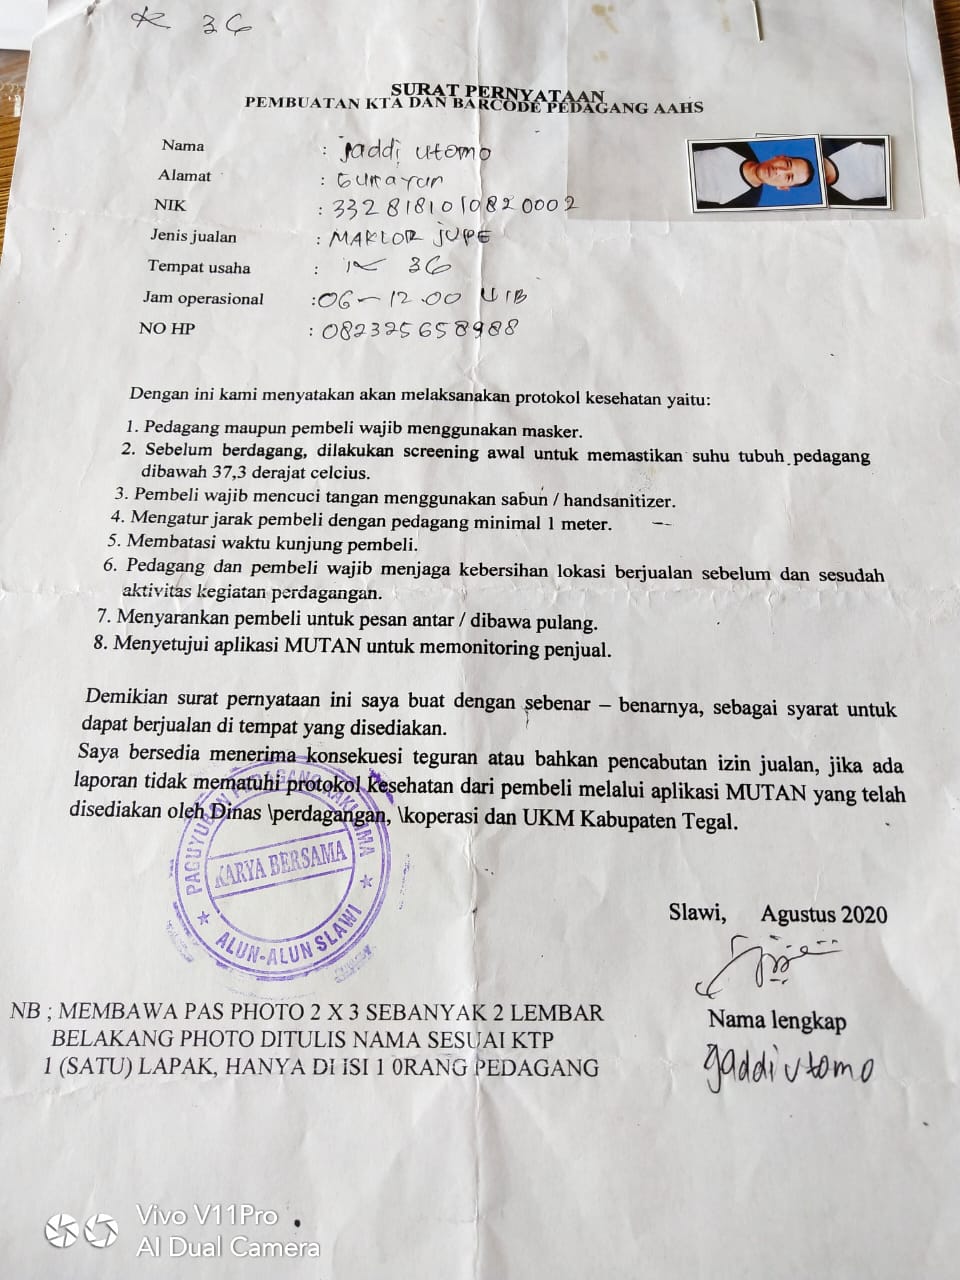 K 36
SURAT PERNYATAAN
PEMBUATAN KTA DAN BARCODE PEDAGANG AAHS
Nama : jaddi utomo
Alamat :
NIK : 3328181010820002
Jenis jualan : MAKLOR JUPE
Tempat usaha : K 36
Jam operasional : 06 - 12.00 WIB
NO HP : 082325658988
Dengan ini kami menyatakan akan melaksanakan protokol kesehatan yaitu:
1. Pedagang maupun pembeli wajib menggunakan masker.
2. Sebelum berdagang, dilakukan screening awal untuk memastikan suhu tubuh pedagang
dibawah 37,3 derajat celcius.
3. Pembeli wajib mencuci tangan menggunakan sabun / handsanitizer.
4. Mengatur jarak pembeli dengan pedagang minimal 1 meter.
5. Membatasi waktu kunjung pembeli.
6. Pedagang dan pembeli wajib menjaga kebersihan lokasi berjualan sebelum dan sesudah
aktivitas kegiatan perdagangan.
7. Menyarankan pembeli untuk pesan antar / dibawa pulang.
8. Menyetujui aplikasi MUTAN untuk memonitoring penjual.
Demikian surat pernyataan ini saya buat dengan sebenar – benarnya, sebagai syarat untuk
dapat berjualan di tempat yang disediakan.
Saya bersedia menerima konsekuesi teguran atau bahkan pencabutan izin jualan, jika ada
laporan tidak mematuhi protokol kesehatan dari pembeli melalui aplikasi MUTAN yang telah
disediakan oleh Dinas \perdagangan, \koperasi dan UKM Kabupaten Tegal.
PAGUYUBAN PEDAGANG
KARYA BERSAMA
ALUN-ALUN SLAWI
Slawi, Agustus 2020
Nama lengkap
jaddi utomo
NB ; MEMBAWA PAS PHOTO 2 X 3 SEBANYAK 2 LEMBAR
BELAKANG PHOTO DITULIS NAMA SESUAI KTP
1 (SATU) LAPAK, HANYA DI ISI 1 0RANG PEDAGANG
Vivo V11Pro
AI Dual Camera